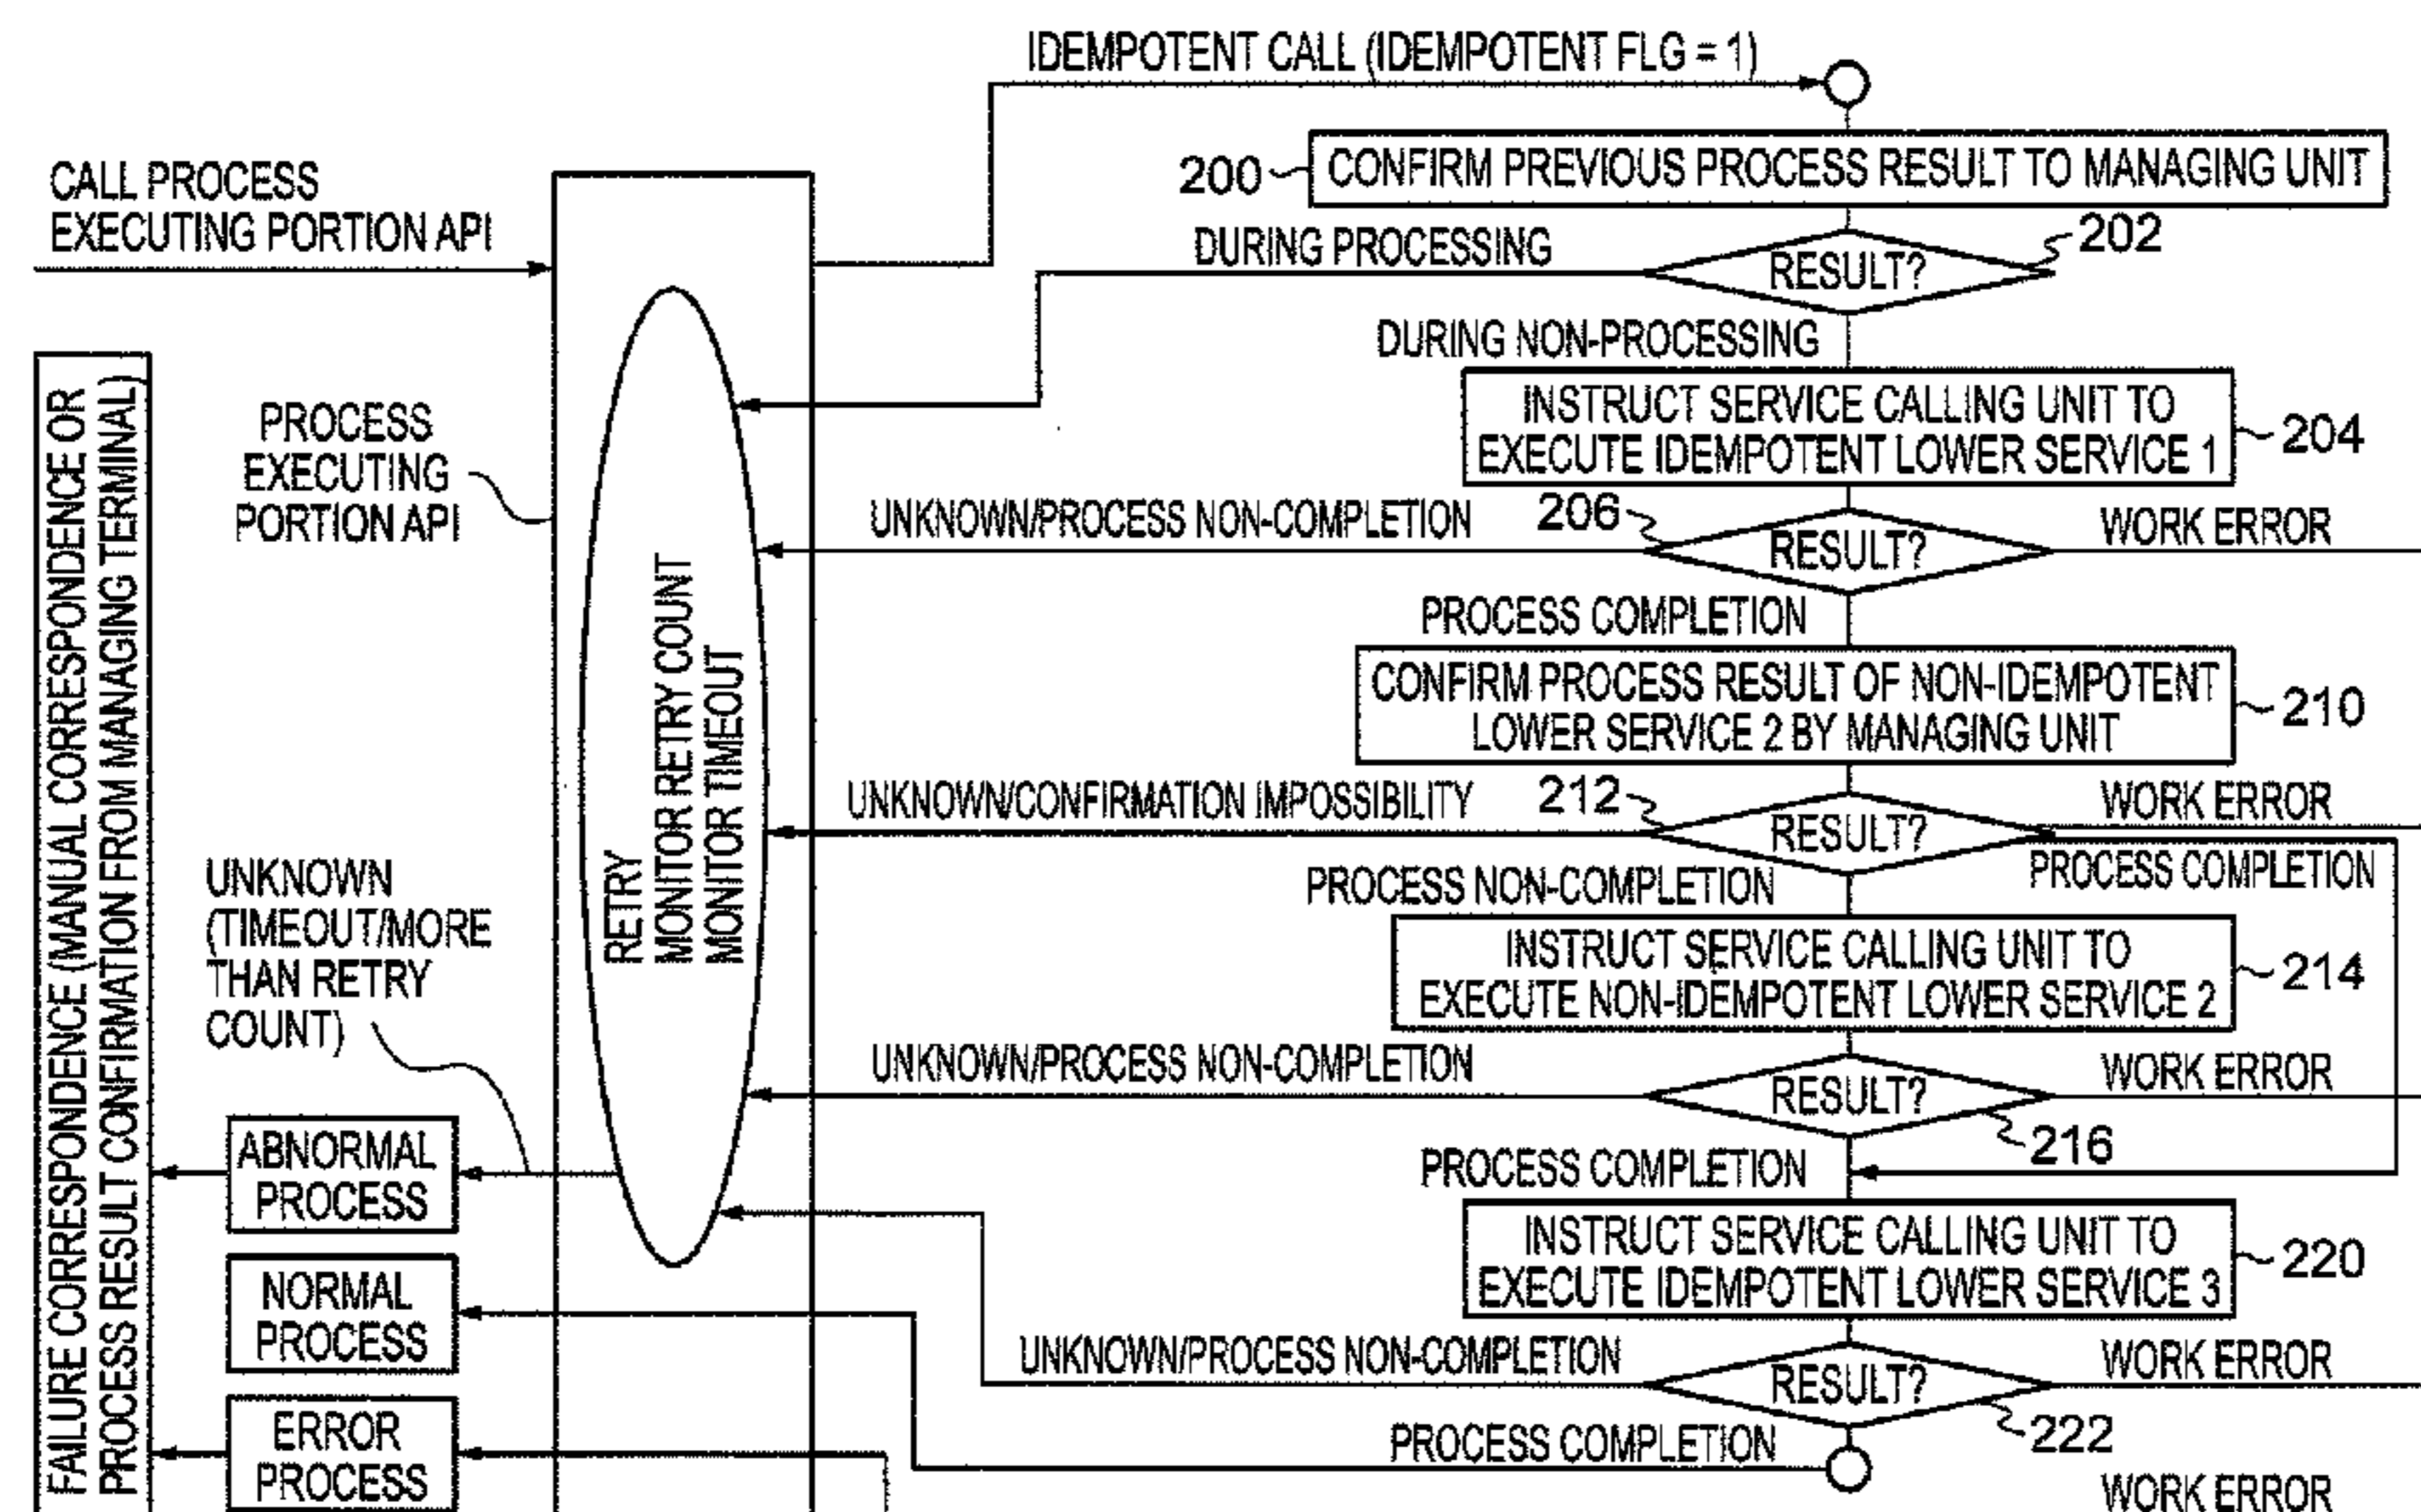 IDEMPOTENT CALL (IDEMPOTENT FLG = 1)
CALL PROCESS
EXECUTING PORTION API
200
CONFIRM PREVIOUS PROCESS RESULT TO MANAGING UNIT
DURING PROCESSING
RESULT?
202
DURING NON-PROCESSING
INSTRUCT SERVICE CALLING UNIT TO
EXECUTE IDEMPOTENT LOWER SERVICE 1
204
PROCESS
EXECUTING
PORTION API
UNKNOWN/PROCESS NON-COMPLETION
206
RESULT?
WORK ERROR
PROCESS COMPLETION
CONFIRM PROCESS RESULT OF NON-IDEMPOTENT
LOWER SERVICE 2 BY MANAGING UNIT
210
RETRY
MONITOR RETRY COUNT
MONITOR TIMEOUT
UNKNOWN/CONFIRMATION IMPOSSIBILITY
212
RESULT?
WORK ERROR
PROCESS COMPLETION
PROCESS NON-COMPLETION
INSTRUCT SERVICE CALLING UNIT TO
EXECUTE NON-IDEMPOTENT LOWER SERVICE 2
214
UNKNOWN
(TIMEOUT/MORE
THAN RETRY
COUNT)
UNKNOWN/PROCESS NON-COMPLETION
RESULT?
WORK ERROR
216
PROCESS COMPLETION
FAILURE CORRESPONDENCE (MANUAL CORRESPONDENCE OR
PROCESS RESULT CONFIRMATION FROM MANAGING TERMINAL)
ABNORMAL
PROCESS
INSTRUCT SERVICE CALLING UNIT TO
EXECUTE IDEMPOTENT LOWER SERVICE 3
220
NORMAL
PROCESS
UNKNOWN/PROCESS NON-COMPLETION
RESULT?
WORK ERROR
222
PROCESS COMPLETION
ERROR
PROCESS
WORK ERROR